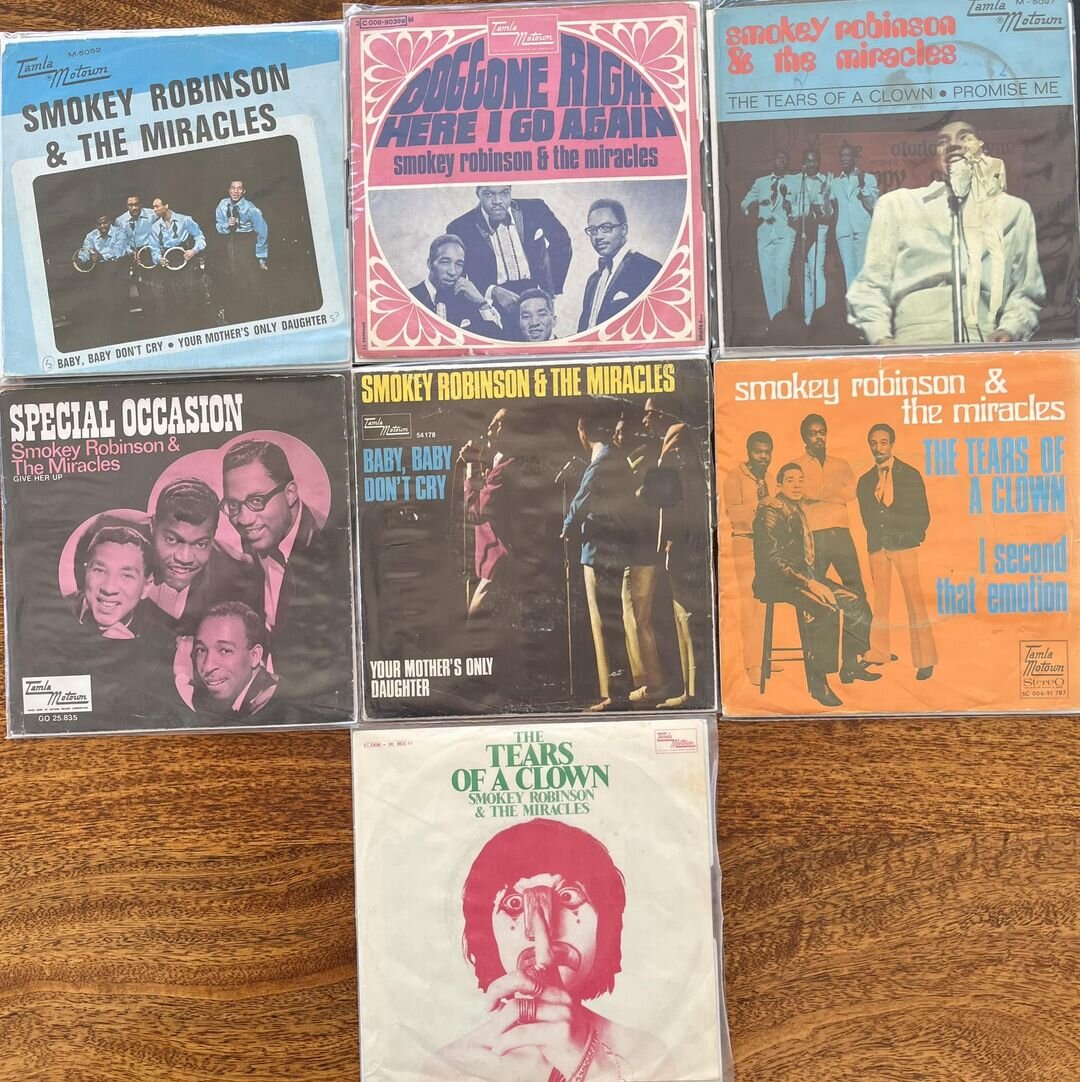 M-5052
Tamla
Motown
SMOKEY ROBINSON
& THE MIRACLES
5 BABY, BABY DON'T CRY • YOUR MOTHER'S ONLY DAUGHTER
2C 006-90398 M
Tamla
Motown
DOGGONE RIGHT
HERE I GO AGAIN
smokey robinson & the miracles
Tamla
Motown
smokey robinson
& the miracles
THE TEARS OF A CLOWN • PROMISE ME
SPECIAL OCCASION
Smokey Robinson &
The Miracles
GIVE HER UP
Tamla
Motown
GO 25.835
SMOKEY ROBINSON & THE MIRACLES
Tamla
Motown
54178
BABY, BABY
DON'T CRY
YOUR MOTHER'S ONLY
DAUGHTER
smokey robinson &
the miracles
THE TEARS OF
A CLOWN
I second
that emotion
Tamla
Motown
Stereo
5C 006-91 787
Tamla
Motown
THE
TEARS
OF A CLOWN
SMOKEY ROBINSON
& THE MIRACLES